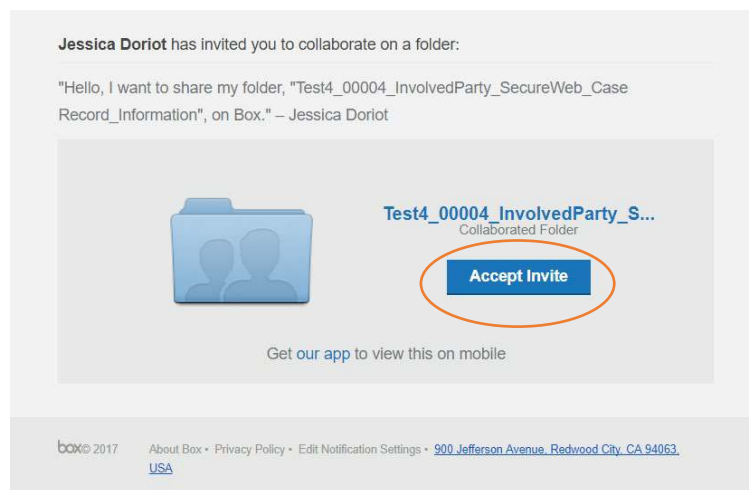 Jessica Doriot has invited you to collaborate on a folder:
"Hello, I want to share my folder, "Test4_00004_InvolvedParty_SecureWeb_Case
Record_Information", on Box." – Jessica Doriot
Test4_00004_InvolvedParty_S...
Collaborated Folder
Accept Invite
Get our app to view this on mobile
box© 2017 About Box • Privacy Policy • Edit Notification Settings • 900 Jefferson Avenue, Redwood City, CA 94063,
USA